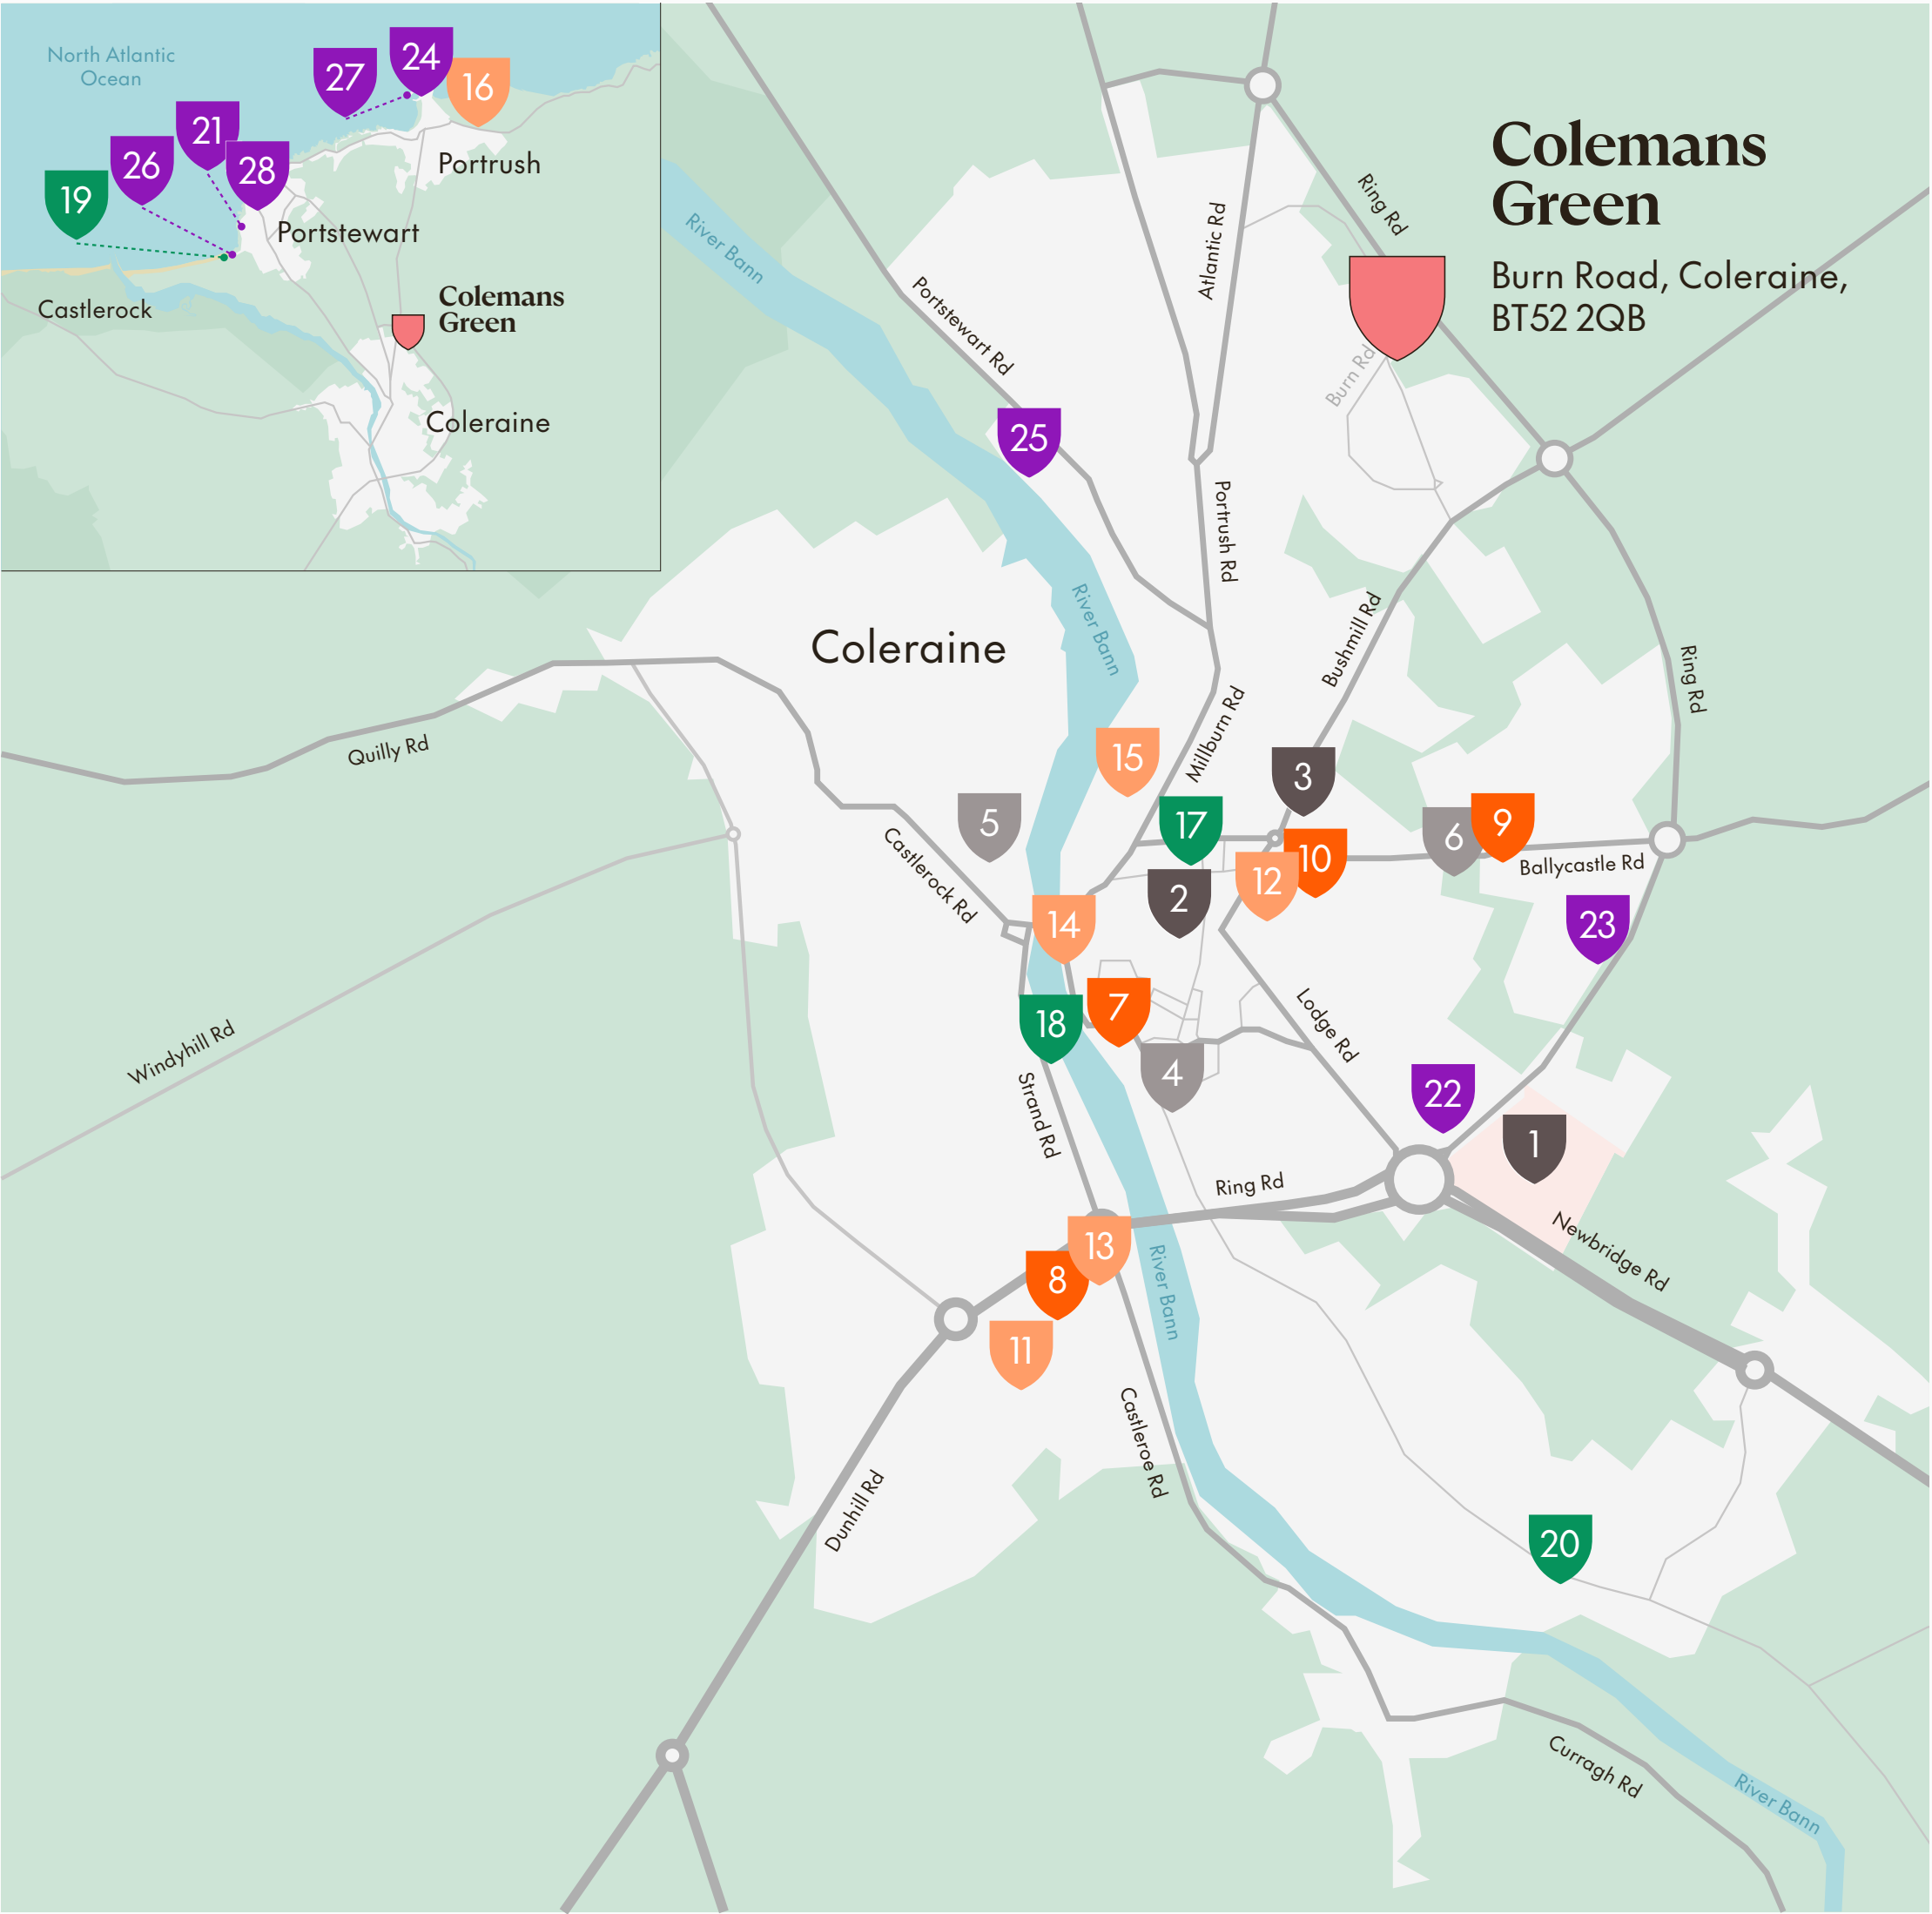 North Atlantic
Ocean
27
24
16
21
26
28
19
Portrush
Portstewart
Castlerock
Colemans
Green
Coleraine
Colemans
Green
Burn Road, Coleraine,
BT52 2QB
Ring Rd
Atlantic Rd
River Bann
Portstewart Rd
Burn Rd
25
Portrush Rd
River Bann
Bushmill Rd
Coleraine
Ring Rd
Millburn Rd
Quilly Rd
15
3
5
17
6
9
10
12
Ballycastle Rd
Castlerock Rd
2
14
23
7
18
Lodge Rd
Windyhill Rd
4
Strand Rd
22
1
Ring Rd
Newbridge Rd
13
8
River Bann
11
Castleroe Rd
Dunhill Rd
20
Curragh Rd
River Bann